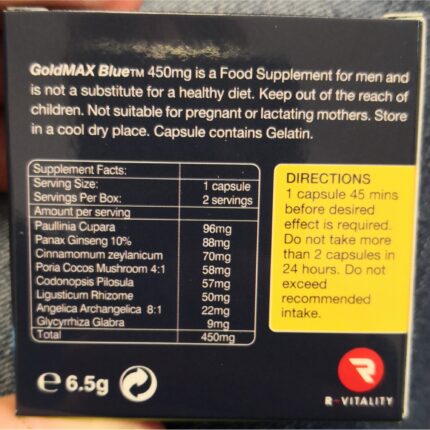 GoldMAX Blue™ 450mg is a Food Supplement for men and
is not a substitute for a healthy diet. Keep out of the reach of
children. Not suitable for pregnant or lactating mothers. Store
in a cool dry place. Capsule contains Gelatin.
Supplement Facts:
Serving Size: 1 capsule
Servings Per Box: 2 servings
Amount per serving
Paullinia Cupara 96mg
Panax Ginseng 10% 88mg
Cinnamomum zeylanicum 70mg
Poria Cocos Mushroom 4:1 58mg
Codonopsis Pilosula 57mg
Ligusticum Rhizome 50mg
Angelica Archangelica 8:1 22mg
Glycyrrhiza Glabra 9mg
Total 450mg
DIRECTIONS
1 capsule 45 mins
before desired
effect is required.
Do not take more
than 2 capsules in
24 hours. Do not
exceed
recommended
intake.
℮ 6.5g
R-VITALITY